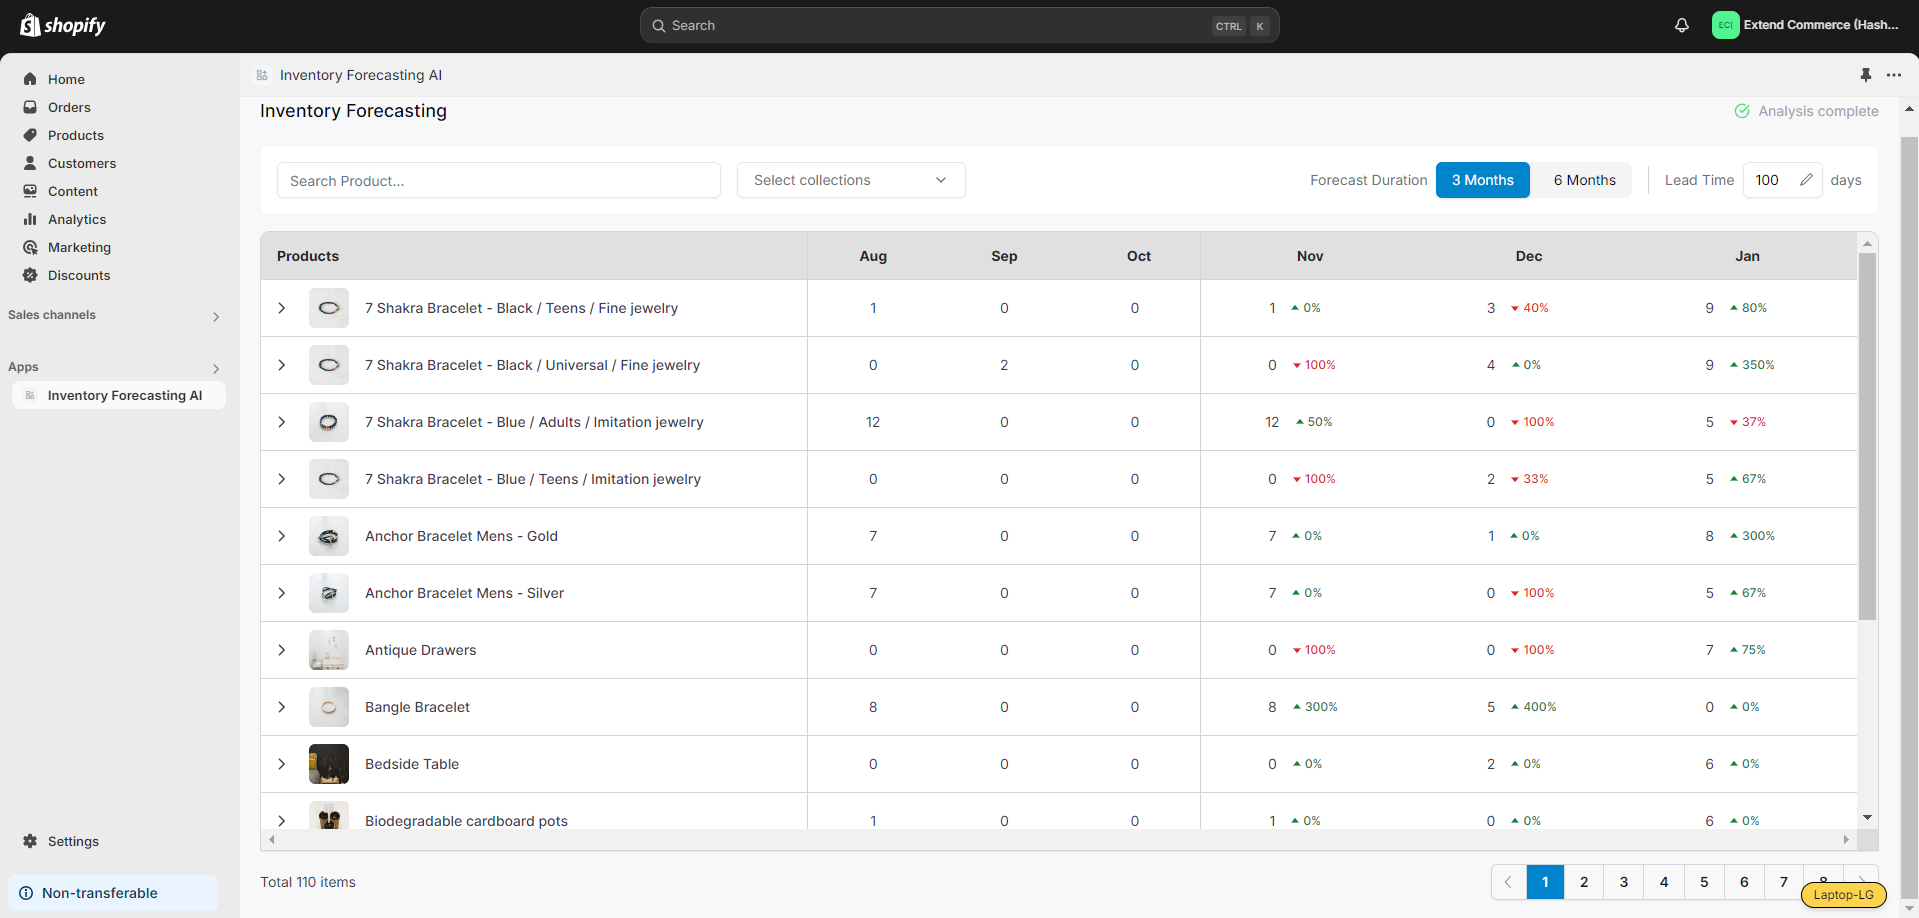 shopify
Search
CTRL K
EC(
Extend Commerce (Hash...
Home
Orders
Products
Customers
Content
Analytics
Marketing
Discounts
Sales channels
Apps
Inventory Forecasting AI
Settings
Non-transferable
Inventory Forecasting AI
Inventory Forecasting
Analysis complete
Search Product...
Select collections
Forecast Duration 3 Months 6 Months Lead Time 100 days
Products Aug Sep Oct Nov Dec Jan
7 Shakra Bracelet - Black / Teens / Fine jewelry 1 0 0 1 0% 3 40% 9 80%
7 Shakra Bracelet - Black / Universal / Fine jewelry 0 2 0 0 100% 4 0% 9 350%
7 Shakra Bracelet - Blue / Adults / Imitation jewelry 12 0 0 12 50% 0 100% 5 37%
7 Shakra Bracelet - Blue / Teens / Imitation jewelry 0 0 0 0 100% 2 33% 5 67%
Anchor Bracelet Mens - Gold 7 0 0 7 0% 1 0% 8 300%
Anchor Bracelet Mens - Silver 7 0 0 7 0% 0 100% 5 67%
Antique Drawers 0 0 0 0 100% 0 100% 7 75%
Bangle Bracelet 8 0 0 8 300% 5 400% 0 0%
Bedside Table 0 0 0 0 0% 2 0% 6 0%
Biodegradable cardboard pots 1 0 0 1 0% 0 0% 6 0%
Total 110 items
1 2 3 4 5 6 7 8
Laptop-LG